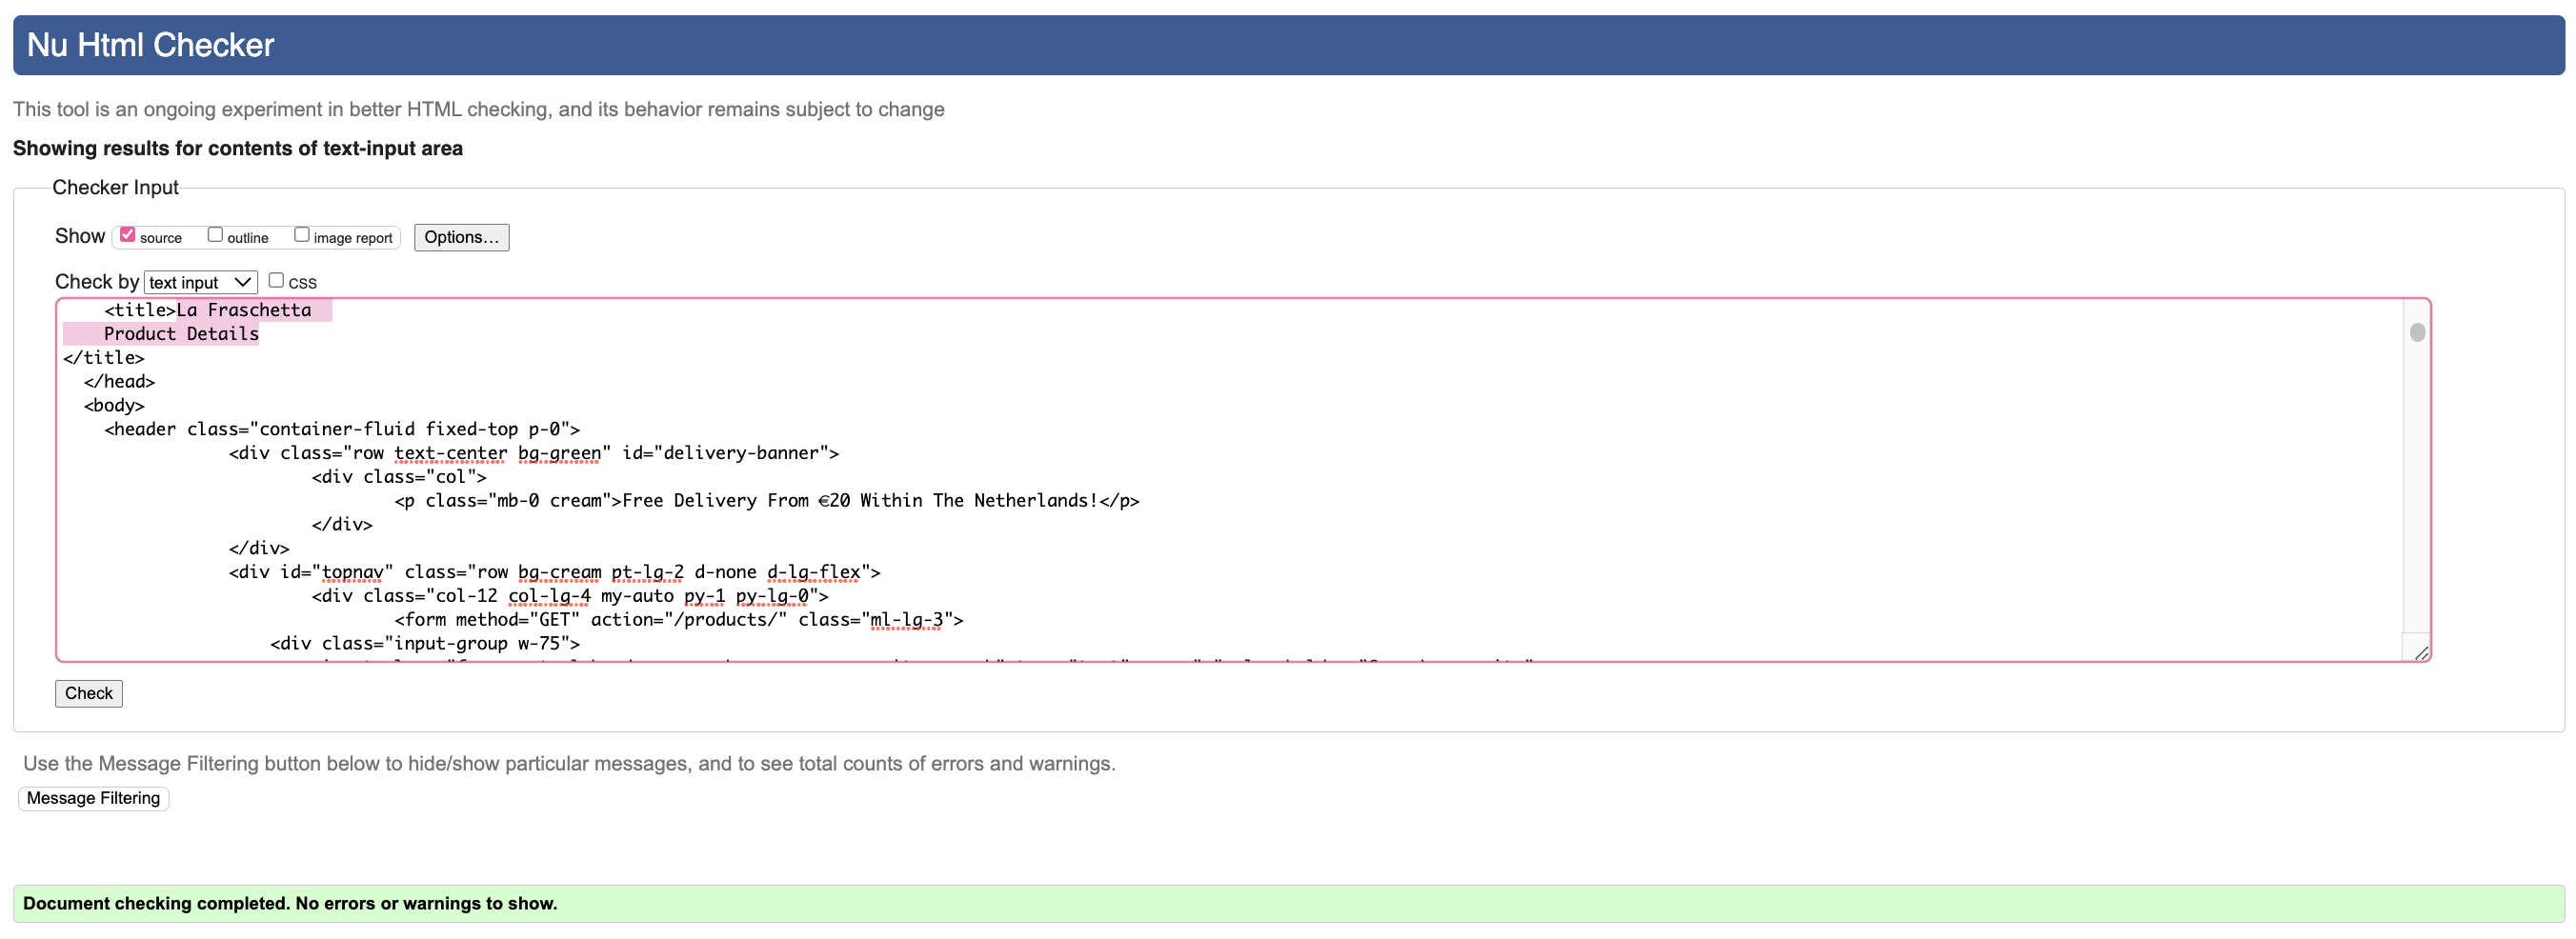 Nu Html Checker
This tool is an ongoing experiment in better HTML checking, and its behavior remains subject to change
Showing results for contents of text-input area
Checker Input
Show source outline image report Options...
Check by text input css
<title>La Fraschetta
Product Details
</title>
</head>
<body>
<header class="container-fluid fixed-top p-0">
<div class="row text-center bg-green" id="delivery-banner">
<div class="col">
<p class="mb-0 cream">Free Delivery From €20 Within The Netherlands!</p>
</div>
</div>
<div id="topnav" class="row bg-cream pt-lg-2 d-none d-lg-flex">
<div class="col-12 col-lg-4 my-auto py-1 py-lg-0">
<form method="GET" action="/products/" class="ml-lg-3">
<div class="input-group w-75">
Check
Use the Message Filtering button below to hide/show particular messages, and to see total counts of errors and warnings.
Message Filtering
Document checking completed. No errors or warnings to show.